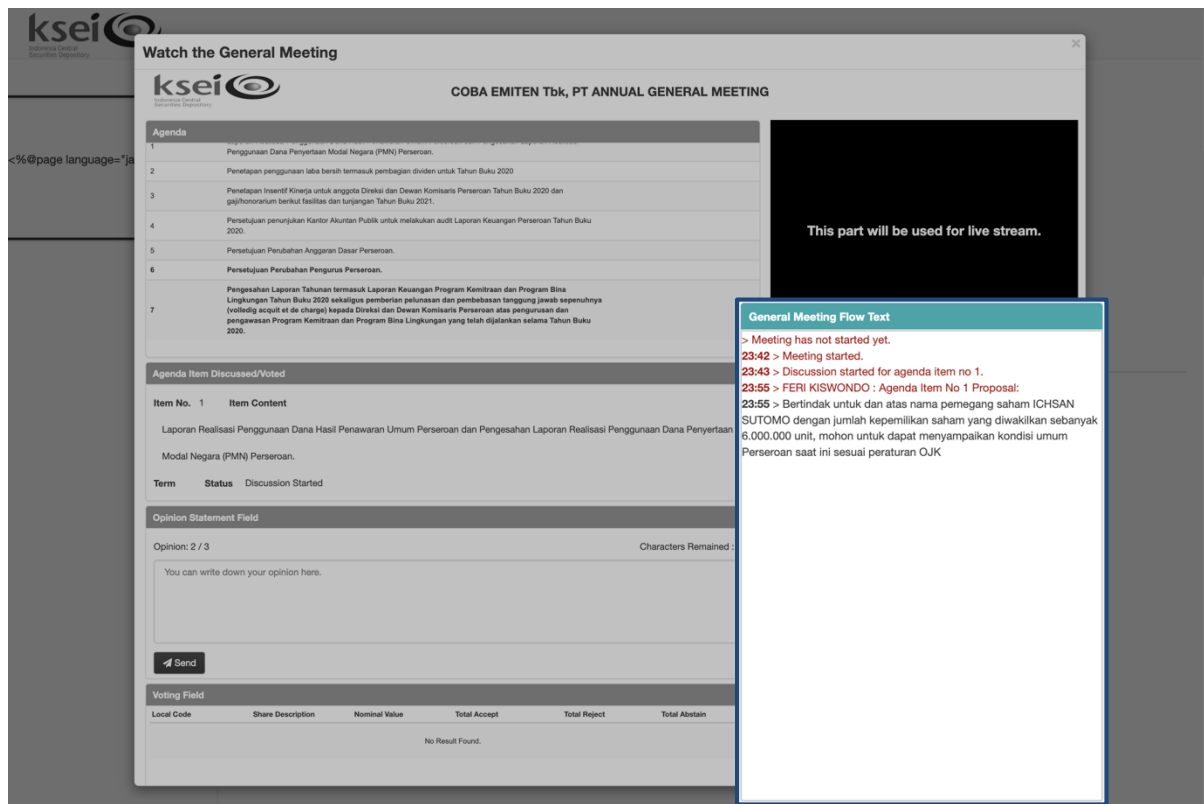 ksei
Indonesia Central
Securities Depository
Watch the General Meeting
×
ksei
Indonesia Central
Securities Depository
COBA EMITEN Tbk, PT ANNUAL GENERAL MEETING
<%@page language="ja
Agenda
1
Penggunaan Dana Penyertaan Modal Negara (PMN) Perseroan.
2 Penetapan penggunaan laba bersih termasuk pembagian dividen untuk Tahun Buku 2020
3 Penetapan Insentif Kinerja untuk anggota Direksi dan Dewan Komisaris Perseroan Tahun Buku 2020 dan
gaji/honorarium berikut fasilitas dan tunjangan Tahun Buku 2021.
4 Persetujuan penunjukan Kantor Akuntan Publik untuk melakukan audit Laporan Keuangan Perseroan Tahun Buku
2020.
5 Persetujuan Perubahan Anggaran Dasar Perseroan.
6 Persetujuan Perubahan Pengurus Perseroan.
7 Pengesahan Laporan Tahunan termasuk Laporan Keuangan Program Kemitraan dan Program Bina
Lingkungan Tahun Buku 2020 sekaligus pemberian pelunasan dan pembebasan tanggung jawab sepenuhnya
(volledig acquit et de charge) kepada Direksi dan Dewan Komisaris Perseroan atas pengurusan dan
pengawasan Program Kemitraan dan Program Bina Lingkungan yang telah dijalankan selama Tahun Buku
2020.
This part will be used for live stream.
General Meeting Flow Text
> Meeting has not started yet.
23:42 > Meeting started.
23:43 > Discussion started for agenda item no 1.
23:55 > FERI KISWONDO : Agenda Item No 1 Proposal:
23:55 > Bertindak untuk dan atas nama pemegang saham ICHSAN
SUTOMO dengan jumlah kepemilikan saham yang diwakilkan sebanyak
6.000.000 unit, mohon untuk dapat menyampaikan kondisi umum
Perseroan saat ini sesuai peraturan OJK
Agenda Item Discussed/Voted
Item No. 1 Item Content
Laporan Realisasi Penggunaan Dana Hasil Penawaran Umum Perseroan dan Pengesahan Laporan Realisasi Penggunaan Dana Penyertaan
Modal Negara (PMN) Perseroan.
Term Status Discussion Started
Opinion Statement Field
Opinion: 2 / 3 Characters Remained :
You can write down your opinion here.
Send
Voting Field
Local Code Share Description Nominal Value Total Accept Total Reject Total Abstain
No Result Found.